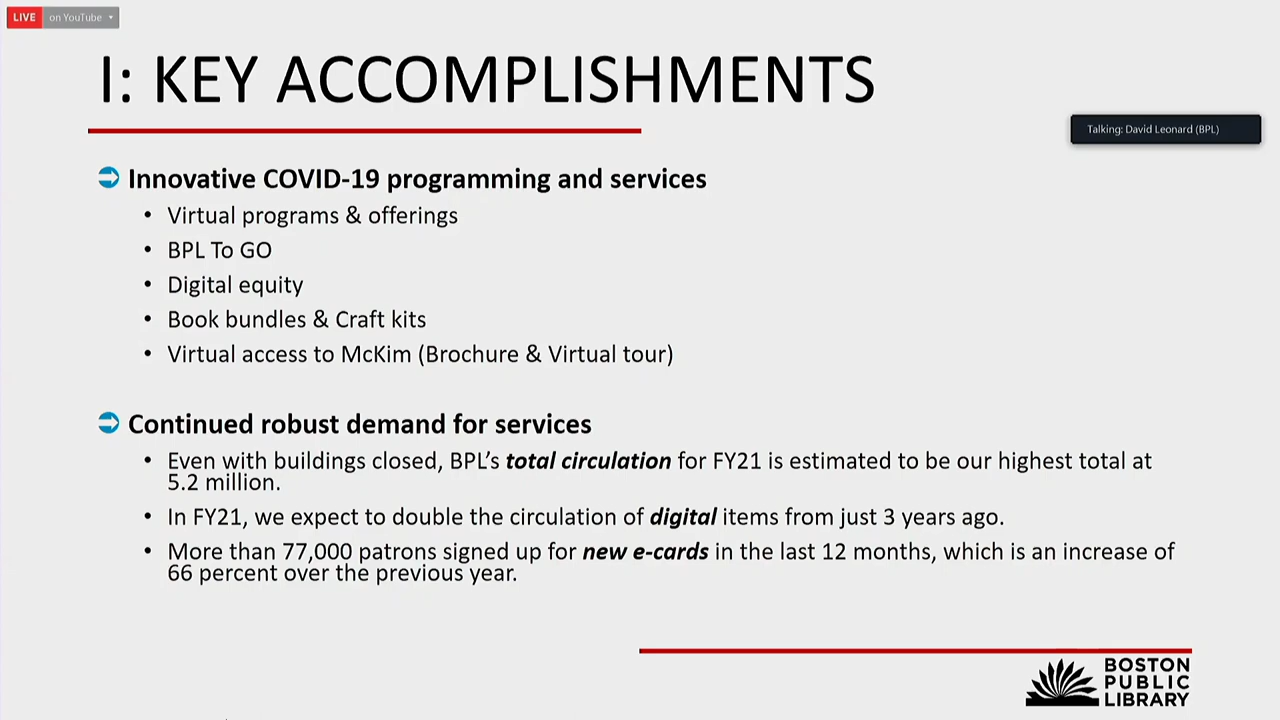 LIVE on YouTube
I: KEY ACCOMPLISHMENTS
Talking: David Leonard (BPL)
Innovative COVID-19 programming and services
• Virtual programs & offerings
• BPL To GO
• Digital equity
• Book bundles & Craft kits
• Virtual access to McKim (Brochure & Virtual tour)
Continued robust demand for services
• Even with buildings closed, BPL’s total circulation for FY21 is estimated to be our highest total at
5.2 million.
• In FY21, we expect to double the circulation of digital items from just 3 years ago.
• More than 77,000 patrons signed up for new e-cards in the last 12 months, which is an increase of
66 percent over the previous year.
BOSTON
PUBLIC
LIBRARY